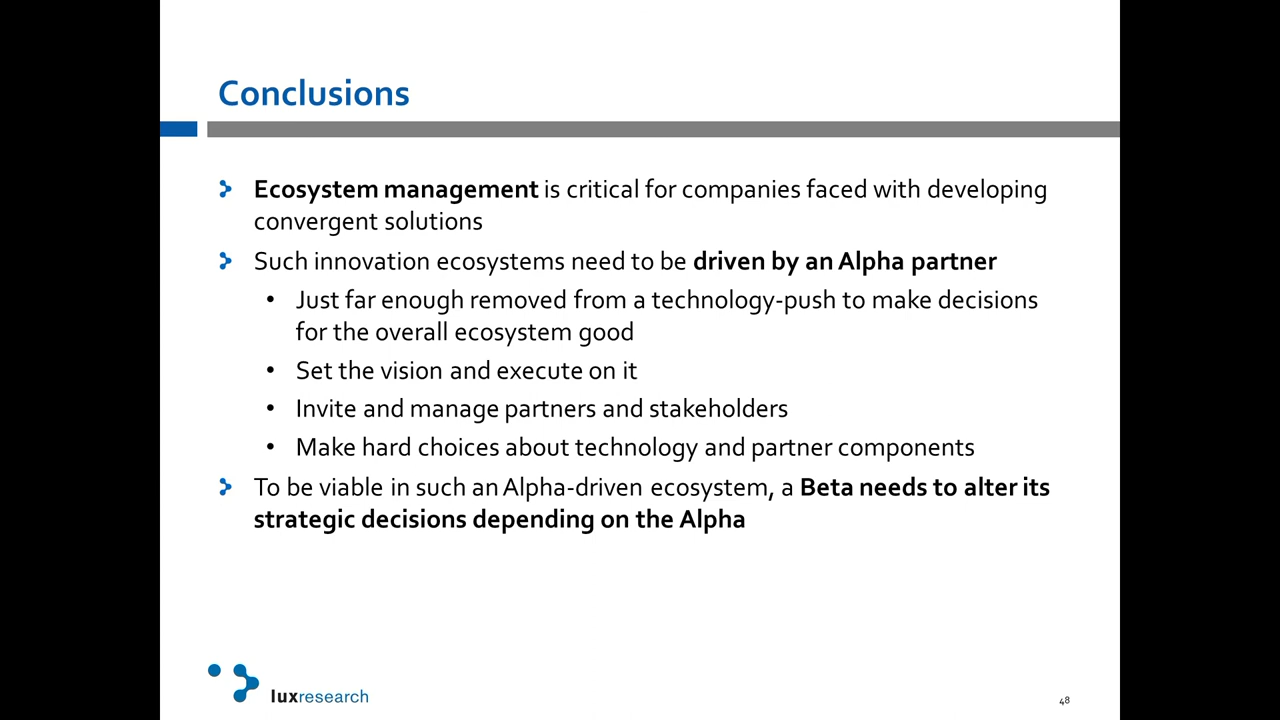 Conclusions
Ecosystem management is critical for companies faced with developing
convergent solutions
Such innovation ecosystems need to be driven by an Alpha partner
• Just far enough removed from a technology-push to make decisions
for the overall ecosystem good
• Set the vision and execute on it
• Invite and manage partners and stakeholders
• Make hard choices about technology and partner components
To be viable in such an Alpha-driven ecosystem, a Beta needs to alter its
strategic decisions depending on the Alpha
luxresearch
48